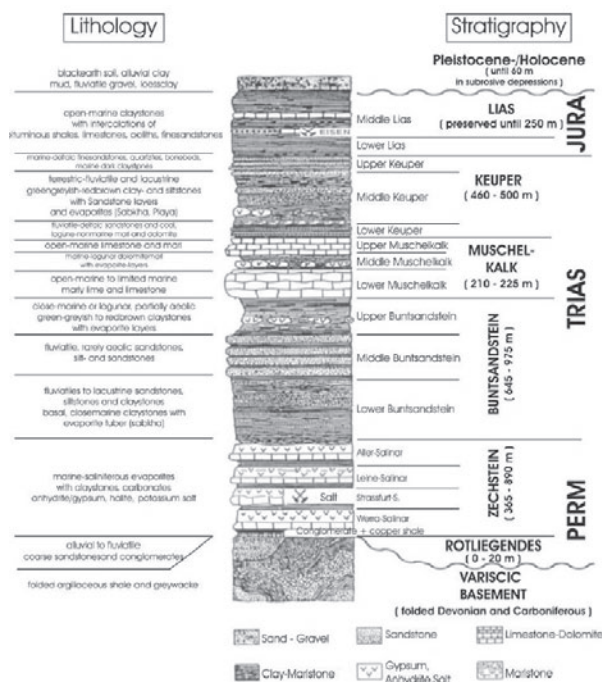 Lithology
Stratigraphy
blackearth soil, alluvial clay
mud, fluviatile gravel, loessclay
open-marine claystones
with intercalations of
ituminous shales, limestones, ooliths, finesandstones
marine-deltaic finesandstones, quartzites, bonebeds,
marine dark claystones
terrestric-fluviatile and lacustrine
greengreyish-redbrown clay- and siltstones
with Sandstone layers
and evaporites (Sabkha, Playa)
fluviatile-deltaic sandstones and coal,
lagune-nonmarine marl and dolomite
open-marine limestone and marl
marine-lagunar dolomitemarl
with evaporite-layers
open-marine to limited marine
marly lime and limestone
close-marine or lagunar, partially aeolic
green-greyish to redbrown claystones
with evaporite layers
fluviatile, rarely aeolic sandstones,
silt- and sandstones
fluviatiles to lacustrine sandstones,
siltstones and claystones
basal, closemarine claystones with
evaporite tuber (sabkha)
marine-saliniferous evaporites
with claystones, carbonates
anhydrite/gypsum, halite, potassium salt
alluvial to fluviatile
coarse sandstonesand conglomerates
folded argillaceous shale and greywacke
EISEN
Salt
Conglomerate + copper shale
Pleistocene-/Holocene
( until 60 m
in subrosive depressions )
Middle Lias
Lower Lias
LIAS
(preserved until 250 m)
JURA
Upper Keuper
Middle Keuper
Lower Keuper
KEUPER
(460 - 500 m)
Upper Muschelkalk
Middle Muschelkalk
Lower Muschelkalk
MUSCHEL-
KALK
(210 - 225 m)
TRIAS
Upper Buntsandstein
Middle Buntsandstein
Lower Buntsandstein
BUNTSANDSTEIN
( 645 - 975 m )
Aller-Salinar
Leine-Salinar
Strassfurt-S.
Werra-Salinar
ZECHSTEIN
( 365 - 890 m )
PERM
ROTLIEGENDES
( 0 - 20 m )
VARISCIC
BASEMENT
( folded Devonian and Carboniferous )
Sand - Gravel
Sandstone
Limestone-Dolomite
Clay-Marlstone
Gypsum,
Anhydrite,Salt
Marlstone